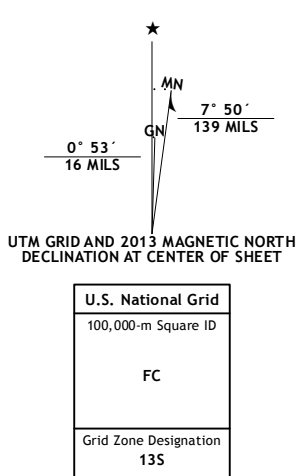 ★
MN
7° 50´
139 MILS
GN
0° 53´
16 MILS
UTM GRID AND 2013 MAGNETIC NORTH
DECLINATION AT CENTER OF SHEET
U.S. National Grid
100,000-m Square ID
FC
Grid Zone Designation
13S